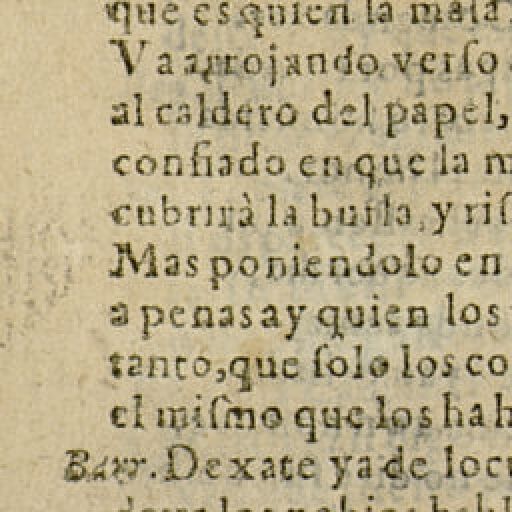 que es quien la mata
Va arrojando verſo
al caldero del papel,
confiado en que la m
cubrirà la burla, y riſ
Mas poniendolo en
a penas ay quien los
tanto, que ſolo los co
el miſmo que los ha h
Barr. Dexate ya de locu